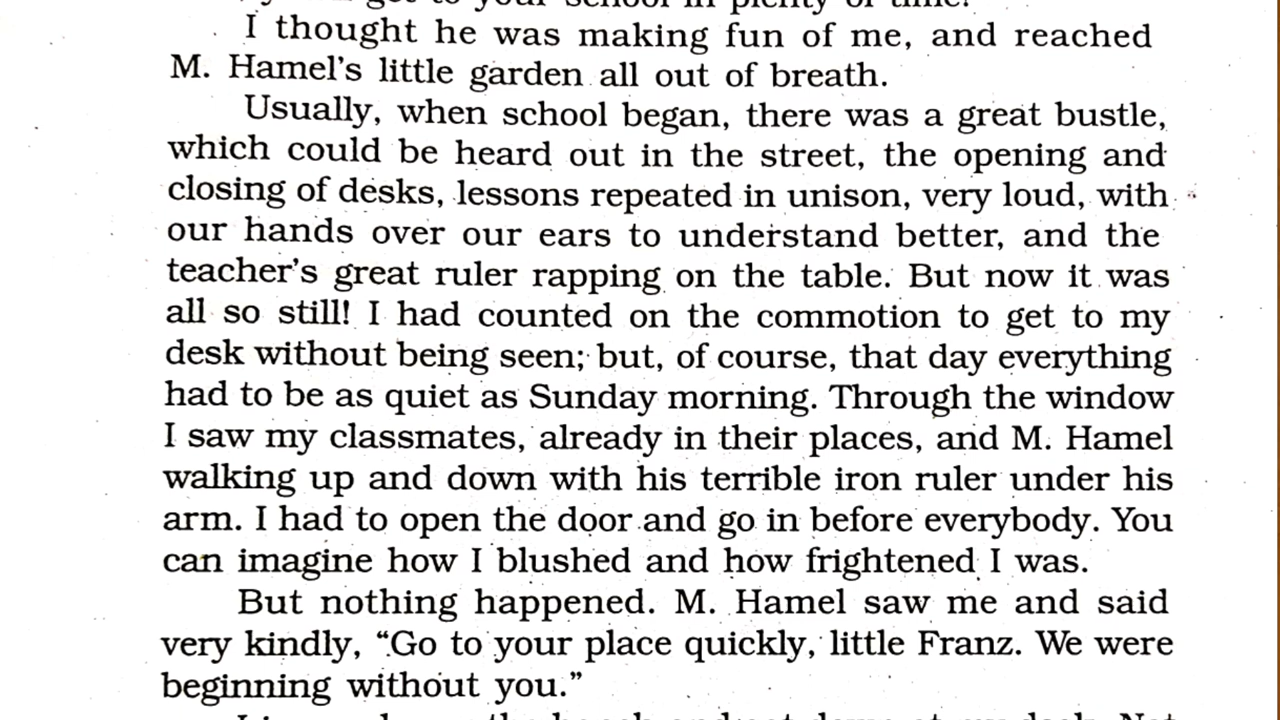 I thought he was making fun of me, and reached
M. Hamel's little garden all out of breath.
Usually, when school began, there was a great bustle,
which could be heard out in the street, the opening and
closing of desks, lessons repeated in unison, very loud, with
our hands over our ears to understand better, and the
teacher's great ruler rapping on the table. But now it was
all so still! I had counted on the commotion to get to my
desk without being seen; but, of course, that day everything
had to be as quiet as Sunday morning. Through the window
I saw my classmates, already in their places, and M. Hamel
walking up and down with his terrible iron ruler under his
arm. I had to open the door and go in before everybody. You
can imagine how I blushed and how frightened I was.
But nothing happened. M. Hamel saw me and said
very kindly, “Go to your place quickly, little Franz. We were
beginning without you.”